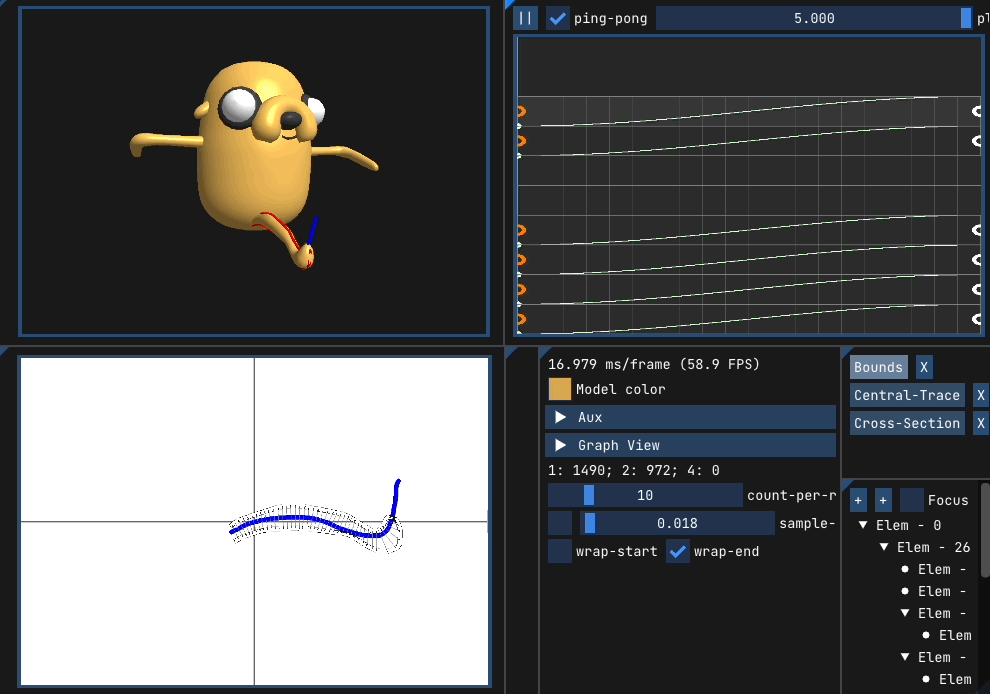 || ping-pong 5.000 pl
16.979 ms/frame (58.9 FPS)
Model color
Aux
Graph View
1: 1490; 2: 972; 4: 0
10 count-per-r
0.018 sample-
wrap-start wrap-end
Bounds X
Central-Trace X
Cross-Section X
+ + Focus
Elem - 0
Elem - 26
Elem -
Elem -
Elem -
Elem
Elem -
Elem